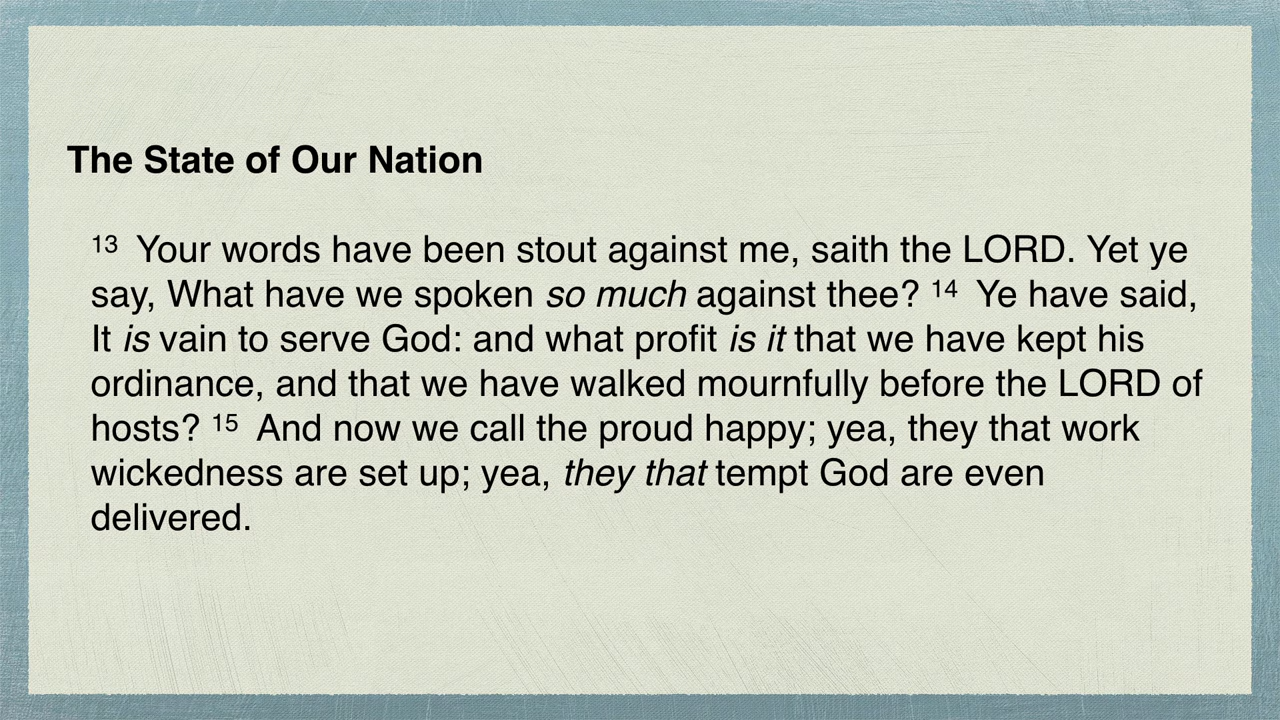 The State of Our Nation
13 Your words have been stout against me, saith the LORD. Yet ye
say, What have we spoken so much against thee? 14 Ye have said,
It is vain to serve God: and what profit is it that we have kept his
ordinance, and that we have walked mournfully before the LORD of
hosts? 15 And now we call the proud happy; yea, they that work
wickedness are set up; yea, they that tempt God are even
delivered.